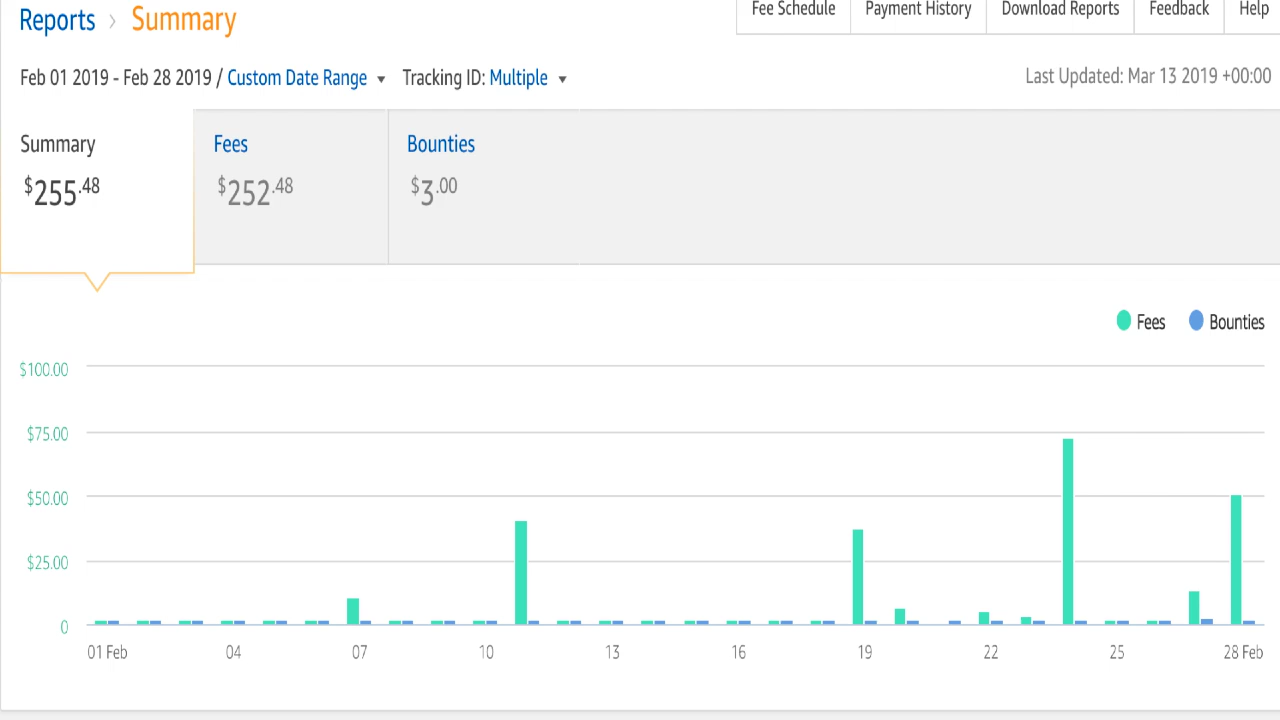 Reports › Summary
Fee Schedule Payment History Download Reports Feedback Help
Feb 01 2019 - Feb 28 2019 / Custom Date Range Tracking ID: Multiple
Last Updated: Mar 13 2019 +00:00
Summary Fees Bounties
$255.48 $252.48 $3.00
Fees Bounties
$100.00
$75.00
$50.00
$25.00
0
01 Feb 04 07 10 13 16 19 22 25 28 Feb